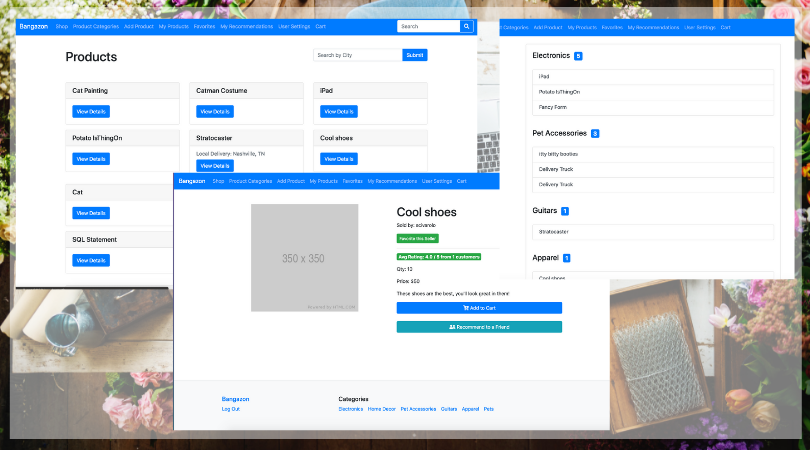 Bangazon Shop Product Categories Add Product My Products Favorites My Recommendations User Settings Cart Search
Products
Search by City Submit
Cat Painting
View Details
Catman Costume
View Details
iPad
View Details
Potato IsThingOn
View Details
Stratocaster
Local Delivery: Nashville, TN
View Details
Cool shoes
View Details
Cat
View Details
SQL Statement
View Details
Categories Add Product My Products Favorites My Recommendations User Settings Cart
Electronics 5
iPad
Potato IsThingOn
Fancy Form
Pet Accessories 3
itty bitty booties
Delivery Truck
Delivery Truck
Guitars 1
Stratocaster
Apparel 1
Cool shoes
Bangazon Shop Product Categories Add Product My Products Favorites My Recommendations User Settings Cart
350 x 350
Cool shoes
Sold by: scivarolo
Favorite this Seller
Avg Rating: 4.0 / 5 from 1 customers
Qty: 13
Price: $50
These shoes are the best, you'll look great in them!
Add to Cart
Recommend to a Friend
Bangazon
Log Out
Categories
Electronics Home Decor Pet Accessories Guitars Apparel Pets